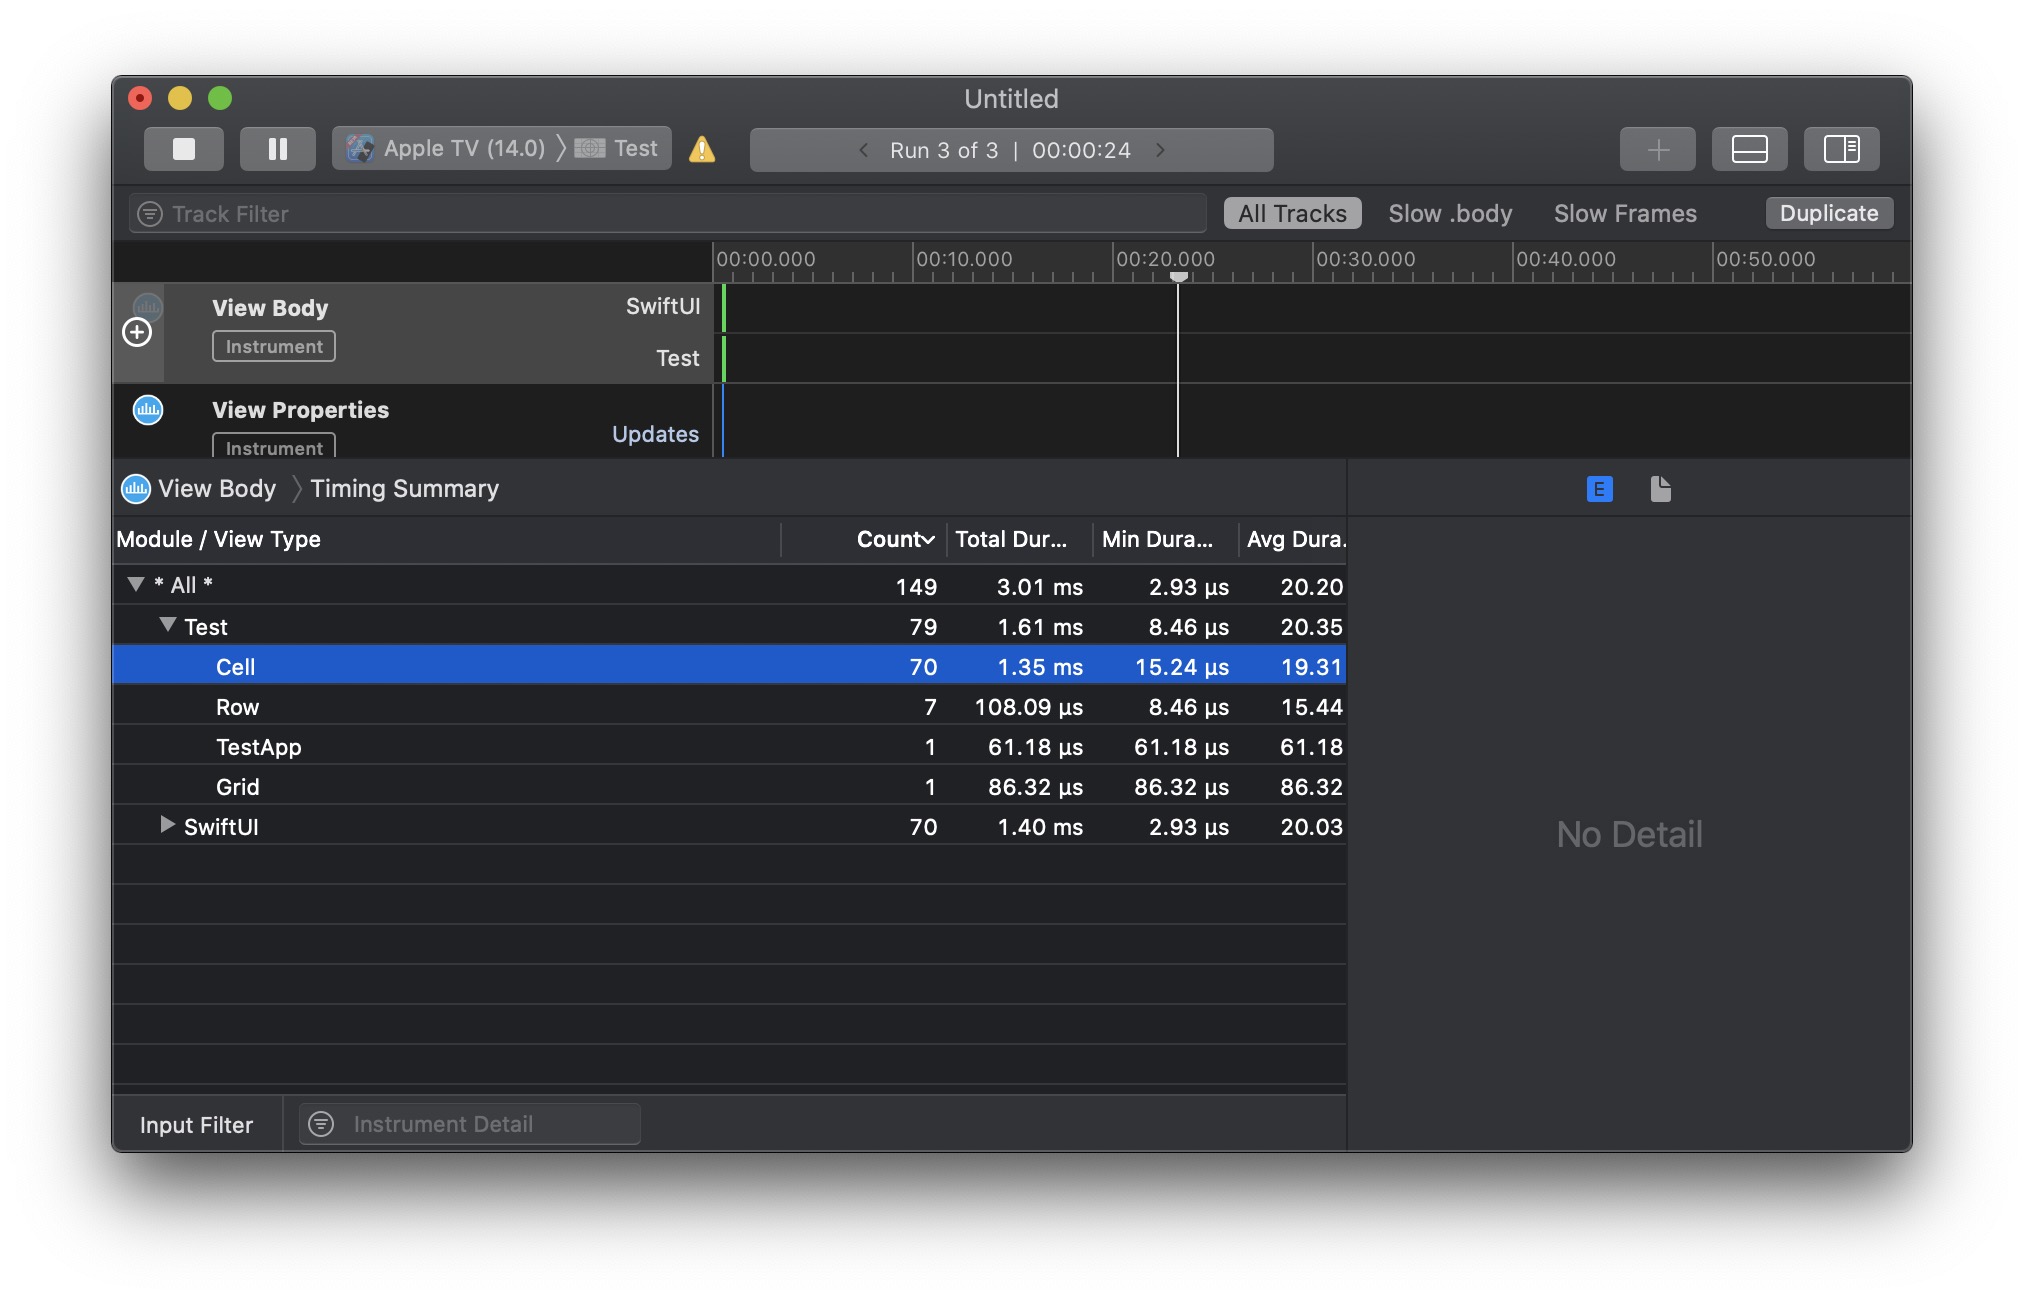 Untitled
Apple TV (14.0) Test Run 3 of 3 | 00:00:24
Track Filter All Tracks Slow .body Slow Frames Duplicate
00:00.000 00:10.000 00:20.000 00:30.000 00:40.000 00:50.000
View Body SwiftUI
Instrument
Test
View Properties
Updates
Instrument
View Body Timing Summary E
Module / View Type Count Total Dur... Min Dura... Avg Dura.
* All * 149 3.01 ms 2.93 µs 20.20
Test 79 1.61 ms 8.46 µs 20.35
Cell 70 1.35 ms 15.24 µs 19.31
Row 7 108.09 µs 8.46 µs 15.44
TestApp 1 61.18 µs 61.18 µs 61.18
Grid 1 86.32 µs 86.32 µs 86.32
SwiftUI 70 1.40 ms 2.93 µs 20.03
No Detail
Input Filter Instrument Detail